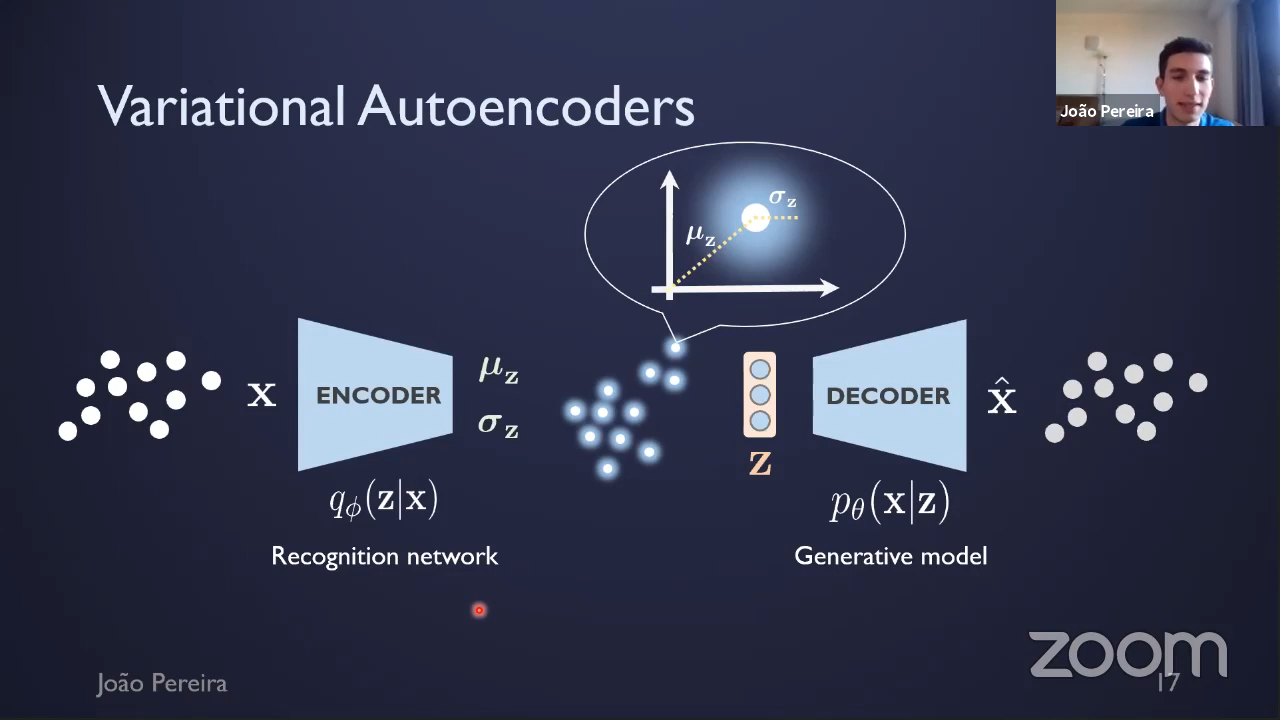 Variational Autoencoders
João Pereira
σ_z
μ_z
x
ENCODER
μ_z
σ_z
z
DECODER
x̂
q_ϕ(z|x)
p_θ(x|z)
Recognition network
Generative model
João Pereira
zoom
17